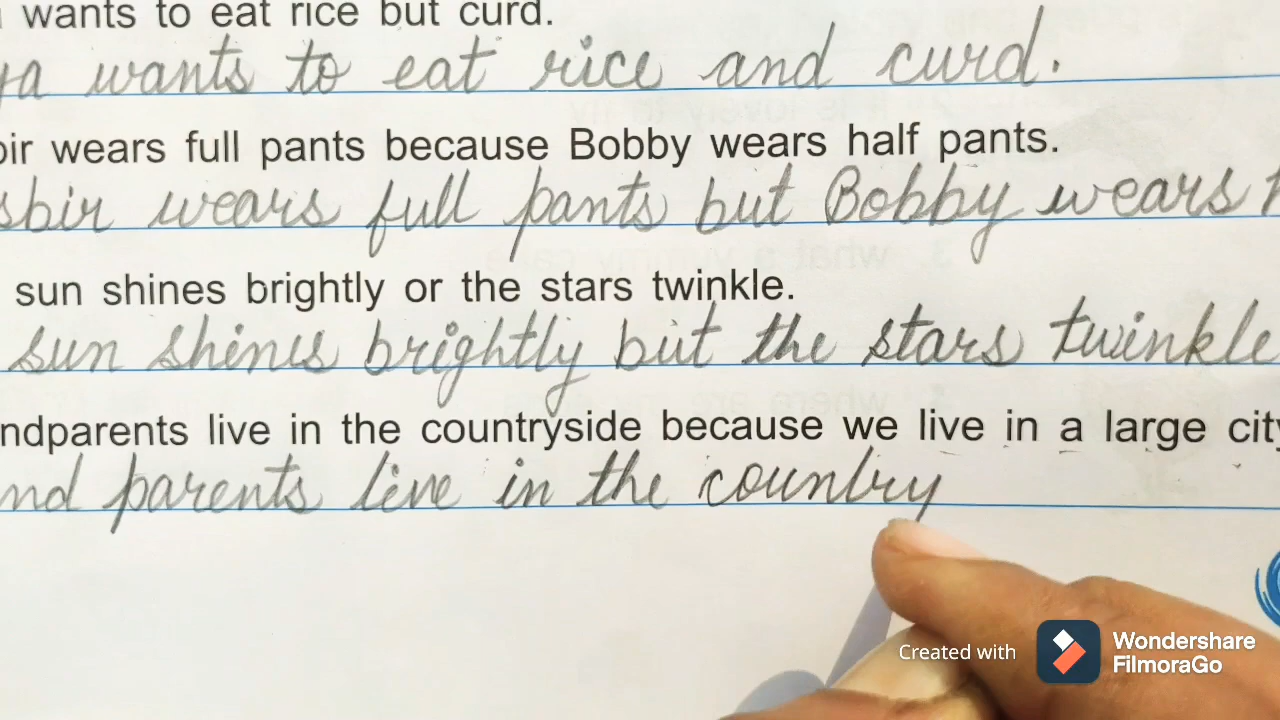 wants to eat rice but curd.
ya wants to eat rice and curd.
bir wears full pants because Bobby wears half pants.
sbir wears full pants but Bobby wears h
sun shines brightly or the stars twinkle.
sun shines brightly but the stars twinkle
ndparents live in the countryside because we live in a large city
nd parents live in the country
Created with
Wondershare
FilmoraGo